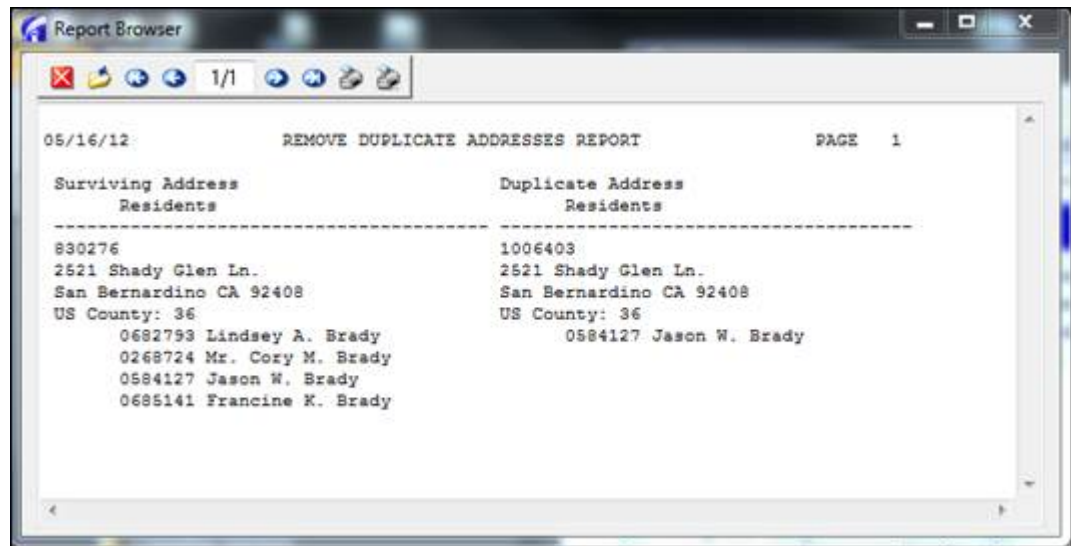 Report Browser
1/1
05/16/12 REMOVE DUPLICATE ADDRESSES REPORT PAGE 1
Surviving Address Duplicate Address
Residents Residents
--------------------------------------- -------------------------------------
830276 1006403
2521 Shady Glen Ln. 2521 Shady Glen Ln.
San Bernardino CA 92408 San Bernardino CA 92408
US County: 36 US County: 36
0682793 Lindsey A. Brady 0584127 Jason W. Brady
0268724 Mr. Cory M. Brady
0584127 Jason W. Brady
0685141 Francine K. Brady